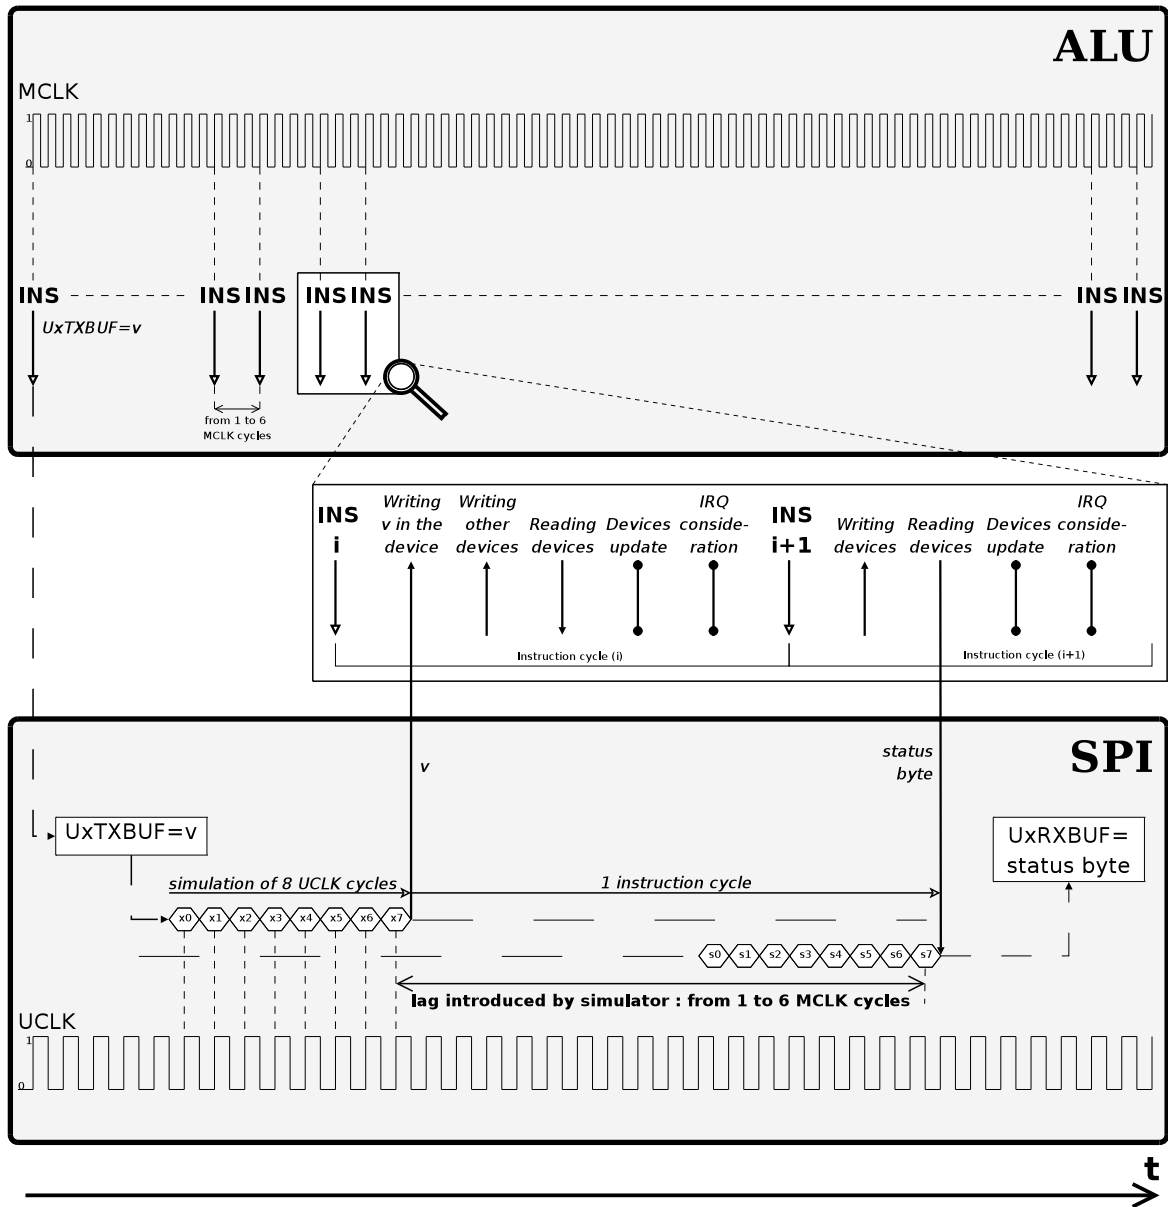 ALU
MCLK
1
0
INS
INS
INS
INS
INS
INS
INS
UxTXBUF=v
from 1 to 6
MCLK cycles
INS
i
Writing
v in the
device
Writing
other
devices
Reading
devices
Devices
update
IRQ
conside-
ration
INS
i+1
Writing
devices
Reading
devices
Devices
update
IRQ
conside-
ration
Instruction cycle (i)
Instruction cycle (i+1)
SPI
v
status
byte
UxTXBUF=v
UxRXBUF=
status byte
simulation of 8 UCLK cycles
1 instruction cycle
x0 x1 x2 x3 x4 x5 x6 x7
s0 s1 s2 s3 s4 s5 s6 s7
lag introduced by simulator : from 1 to 6 MCLK cycles
UCLK
1
0
t